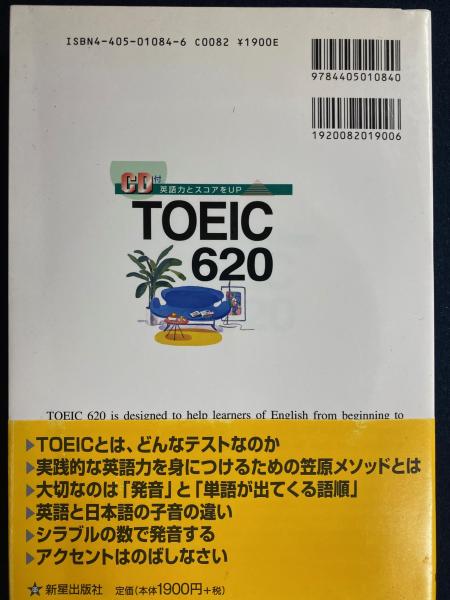 ISBN4-405-01084-6 C0082 ¥1900E
9784405010840
1920082019006
CD付
英語力とスコアをUP
TOEIC
620
TOEIC 620 is designed to help learners of English from beginning to
▶TOEICとは、どんなテストなのか
▶実践的な英語力を身につけるための笠原メソッドとは
▶大切なのは「発音」と「単語が出てくる語順」
▶英語と日本語の子音の違い
▶シラブルの数で発音する
▶アクセントはのばしなさい
新星出版社 定価(本体1900円+税)